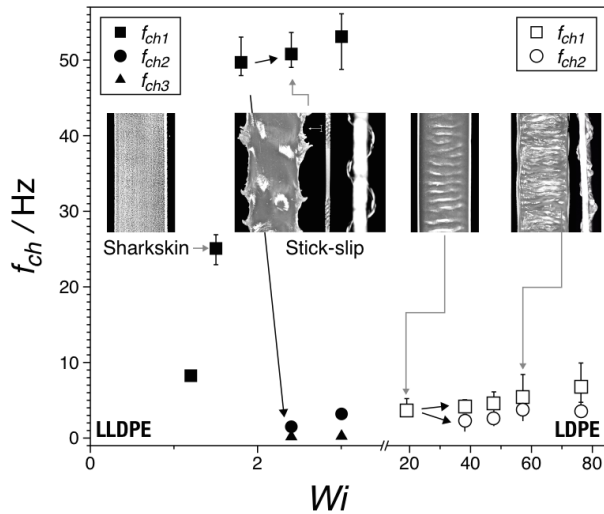 f_ch1
f_ch2
f_ch3
f_ch1
f_ch2
50
40
30
20
10
0
f_ch / Hz
Sharkskin
Stick-slip
LLDPE
LDPE
0
2
20
40
60
80
Wi